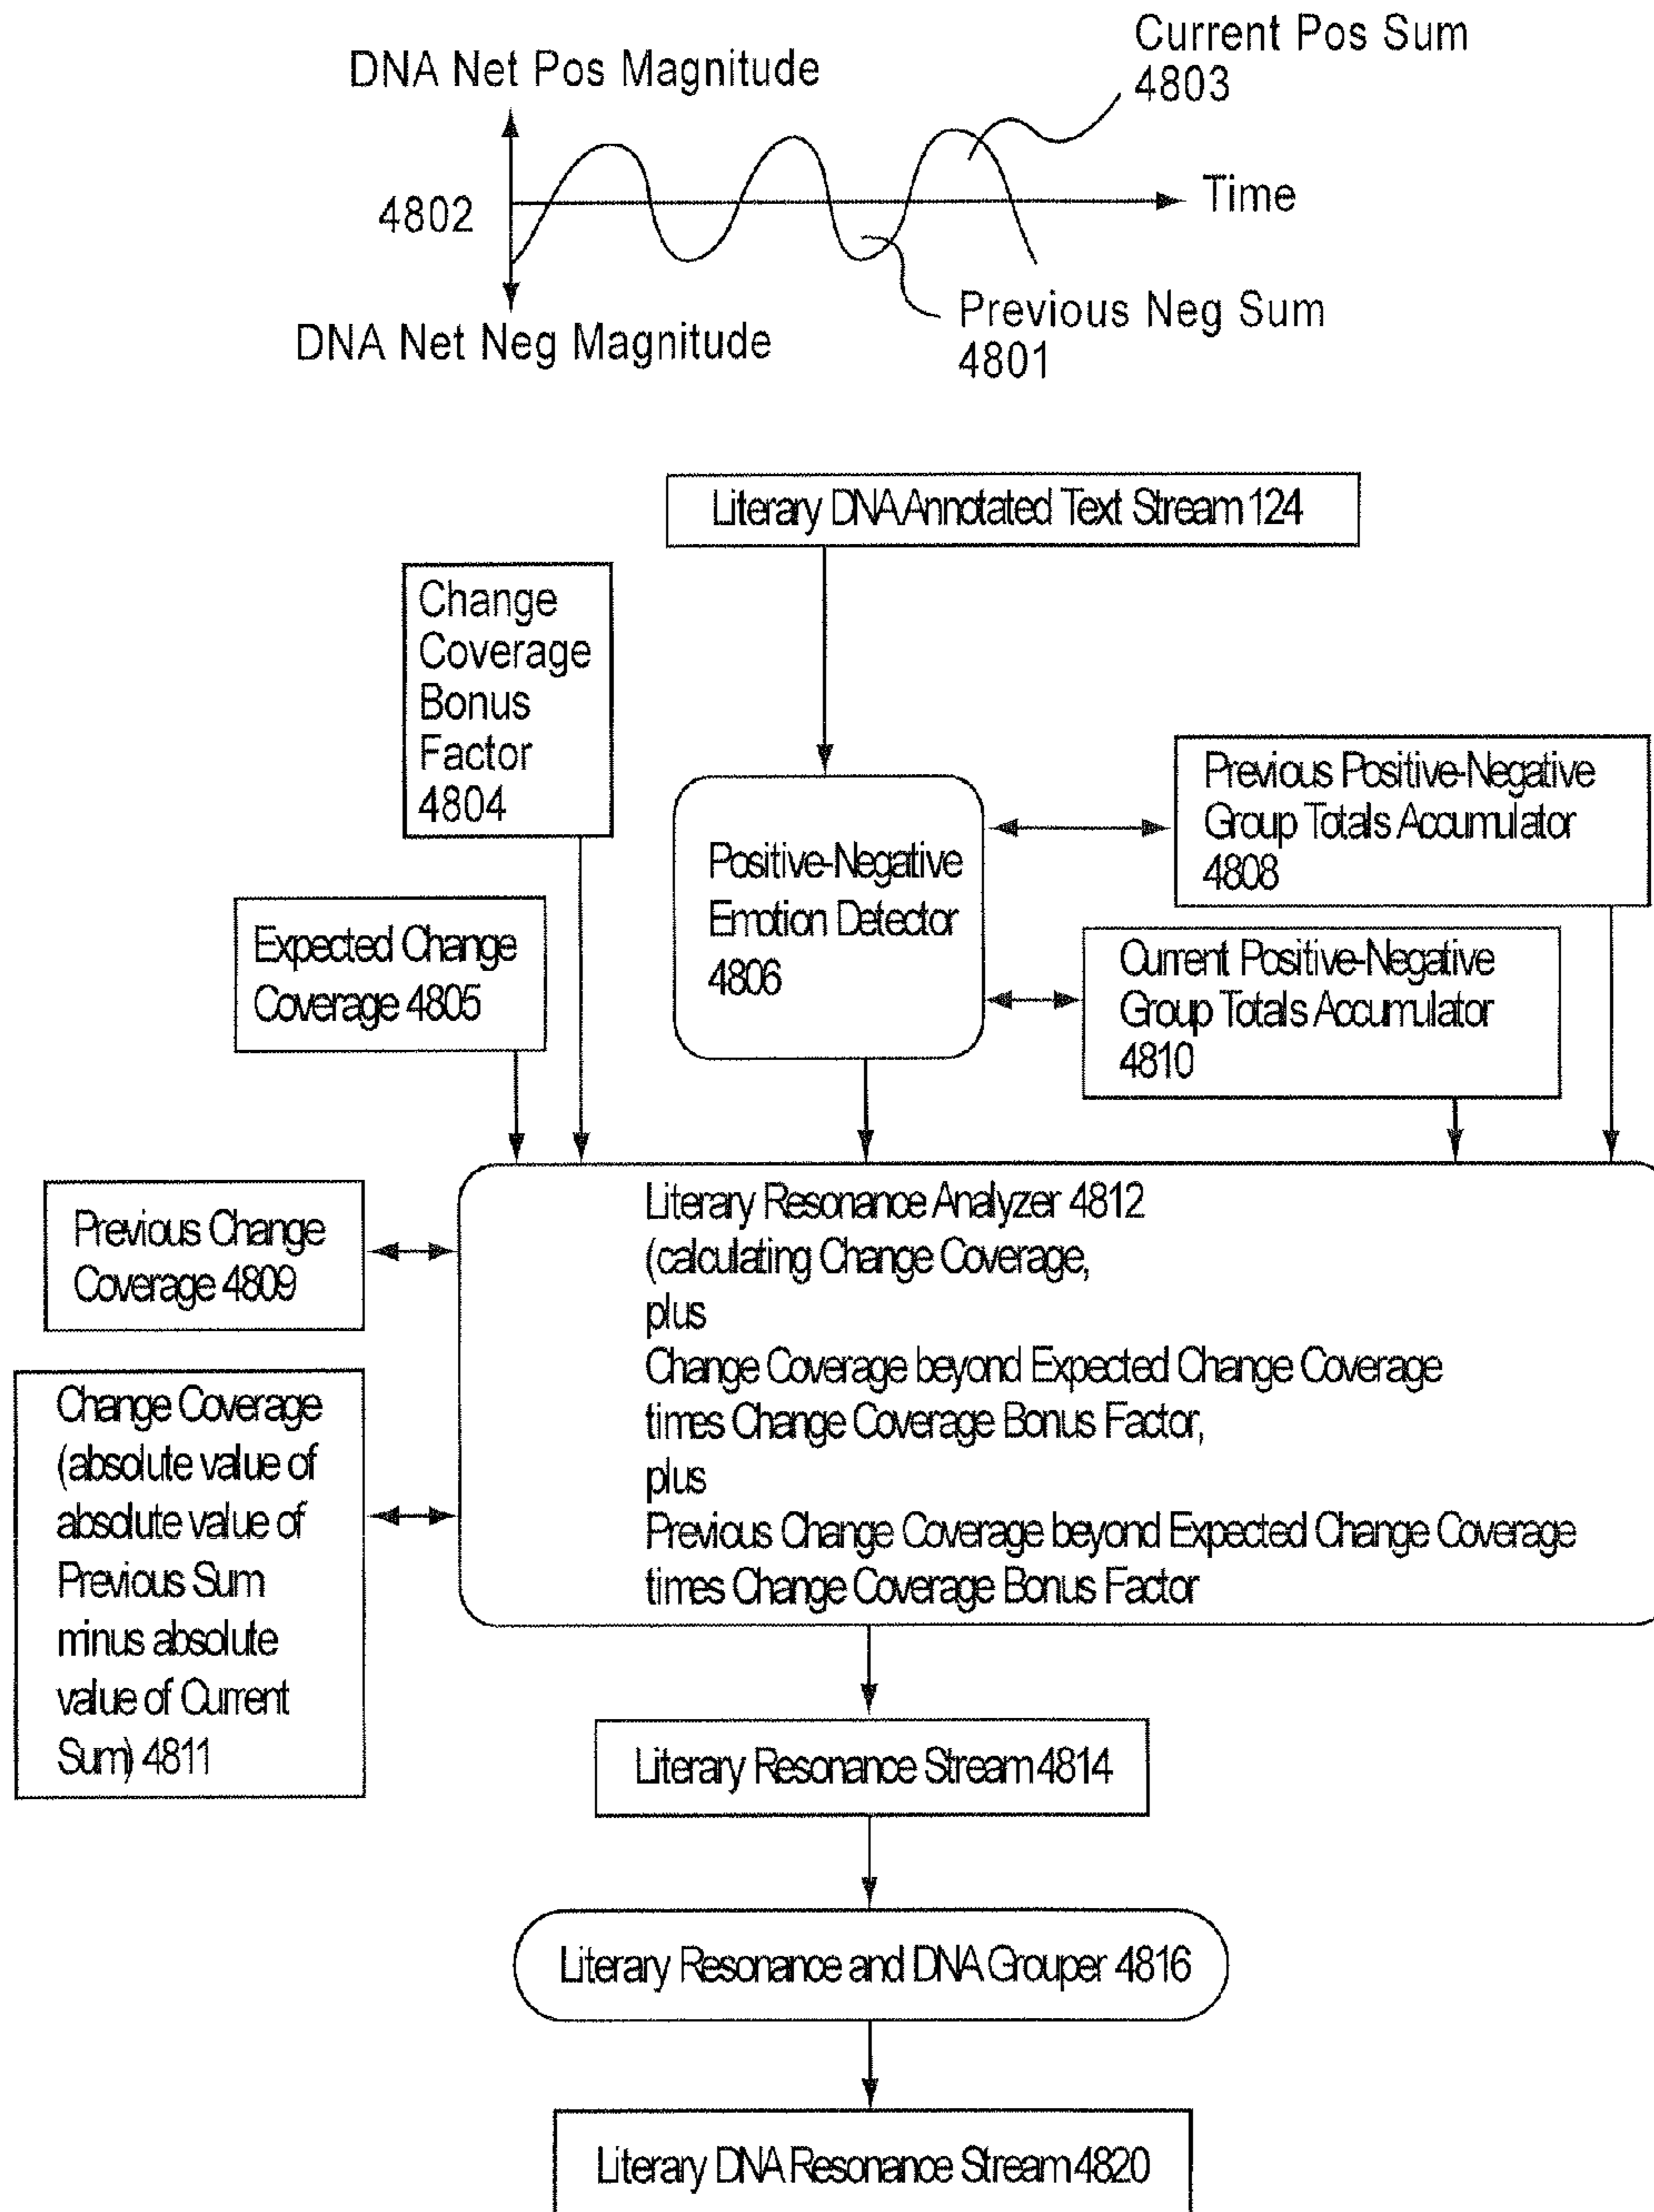 Current Pos Sum
4803
DNA Net Pos Magnitude
4802
Time
Previous Neg Sum
4801
DNA Net Neg Magnitude
Literary DNA Annotated Text Stream 124
Change
Coverage
Bonus
Factor
4804
Expected Change
Coverage 4805
Positive-Negative
Emotion Detector
4806
Previous Positive-Negative
Group Totals Accumulator
4808
Current Positive-Negative
Group Totals Accumulator
4810
Previous Change
Coverage 4809
Change Coverage
(absolute value of
absolute value of
Previous Sum
minus absolute
value of Current
Sum) 4811
Literary Resonance Analyzer 4812
(calculating Change Coverage,
plus
Change Coverage beyond Expected Change Coverage
times Change Coverage Bonus Factor,
plus
Previous Change Coverage beyond Expected Change Coverage
times Change Coverage Bonus Factor
Literary Resonance Stream 4814
Literary Resonance and DNA Grouper 4816
Literary DNA Resonance Stream 4820